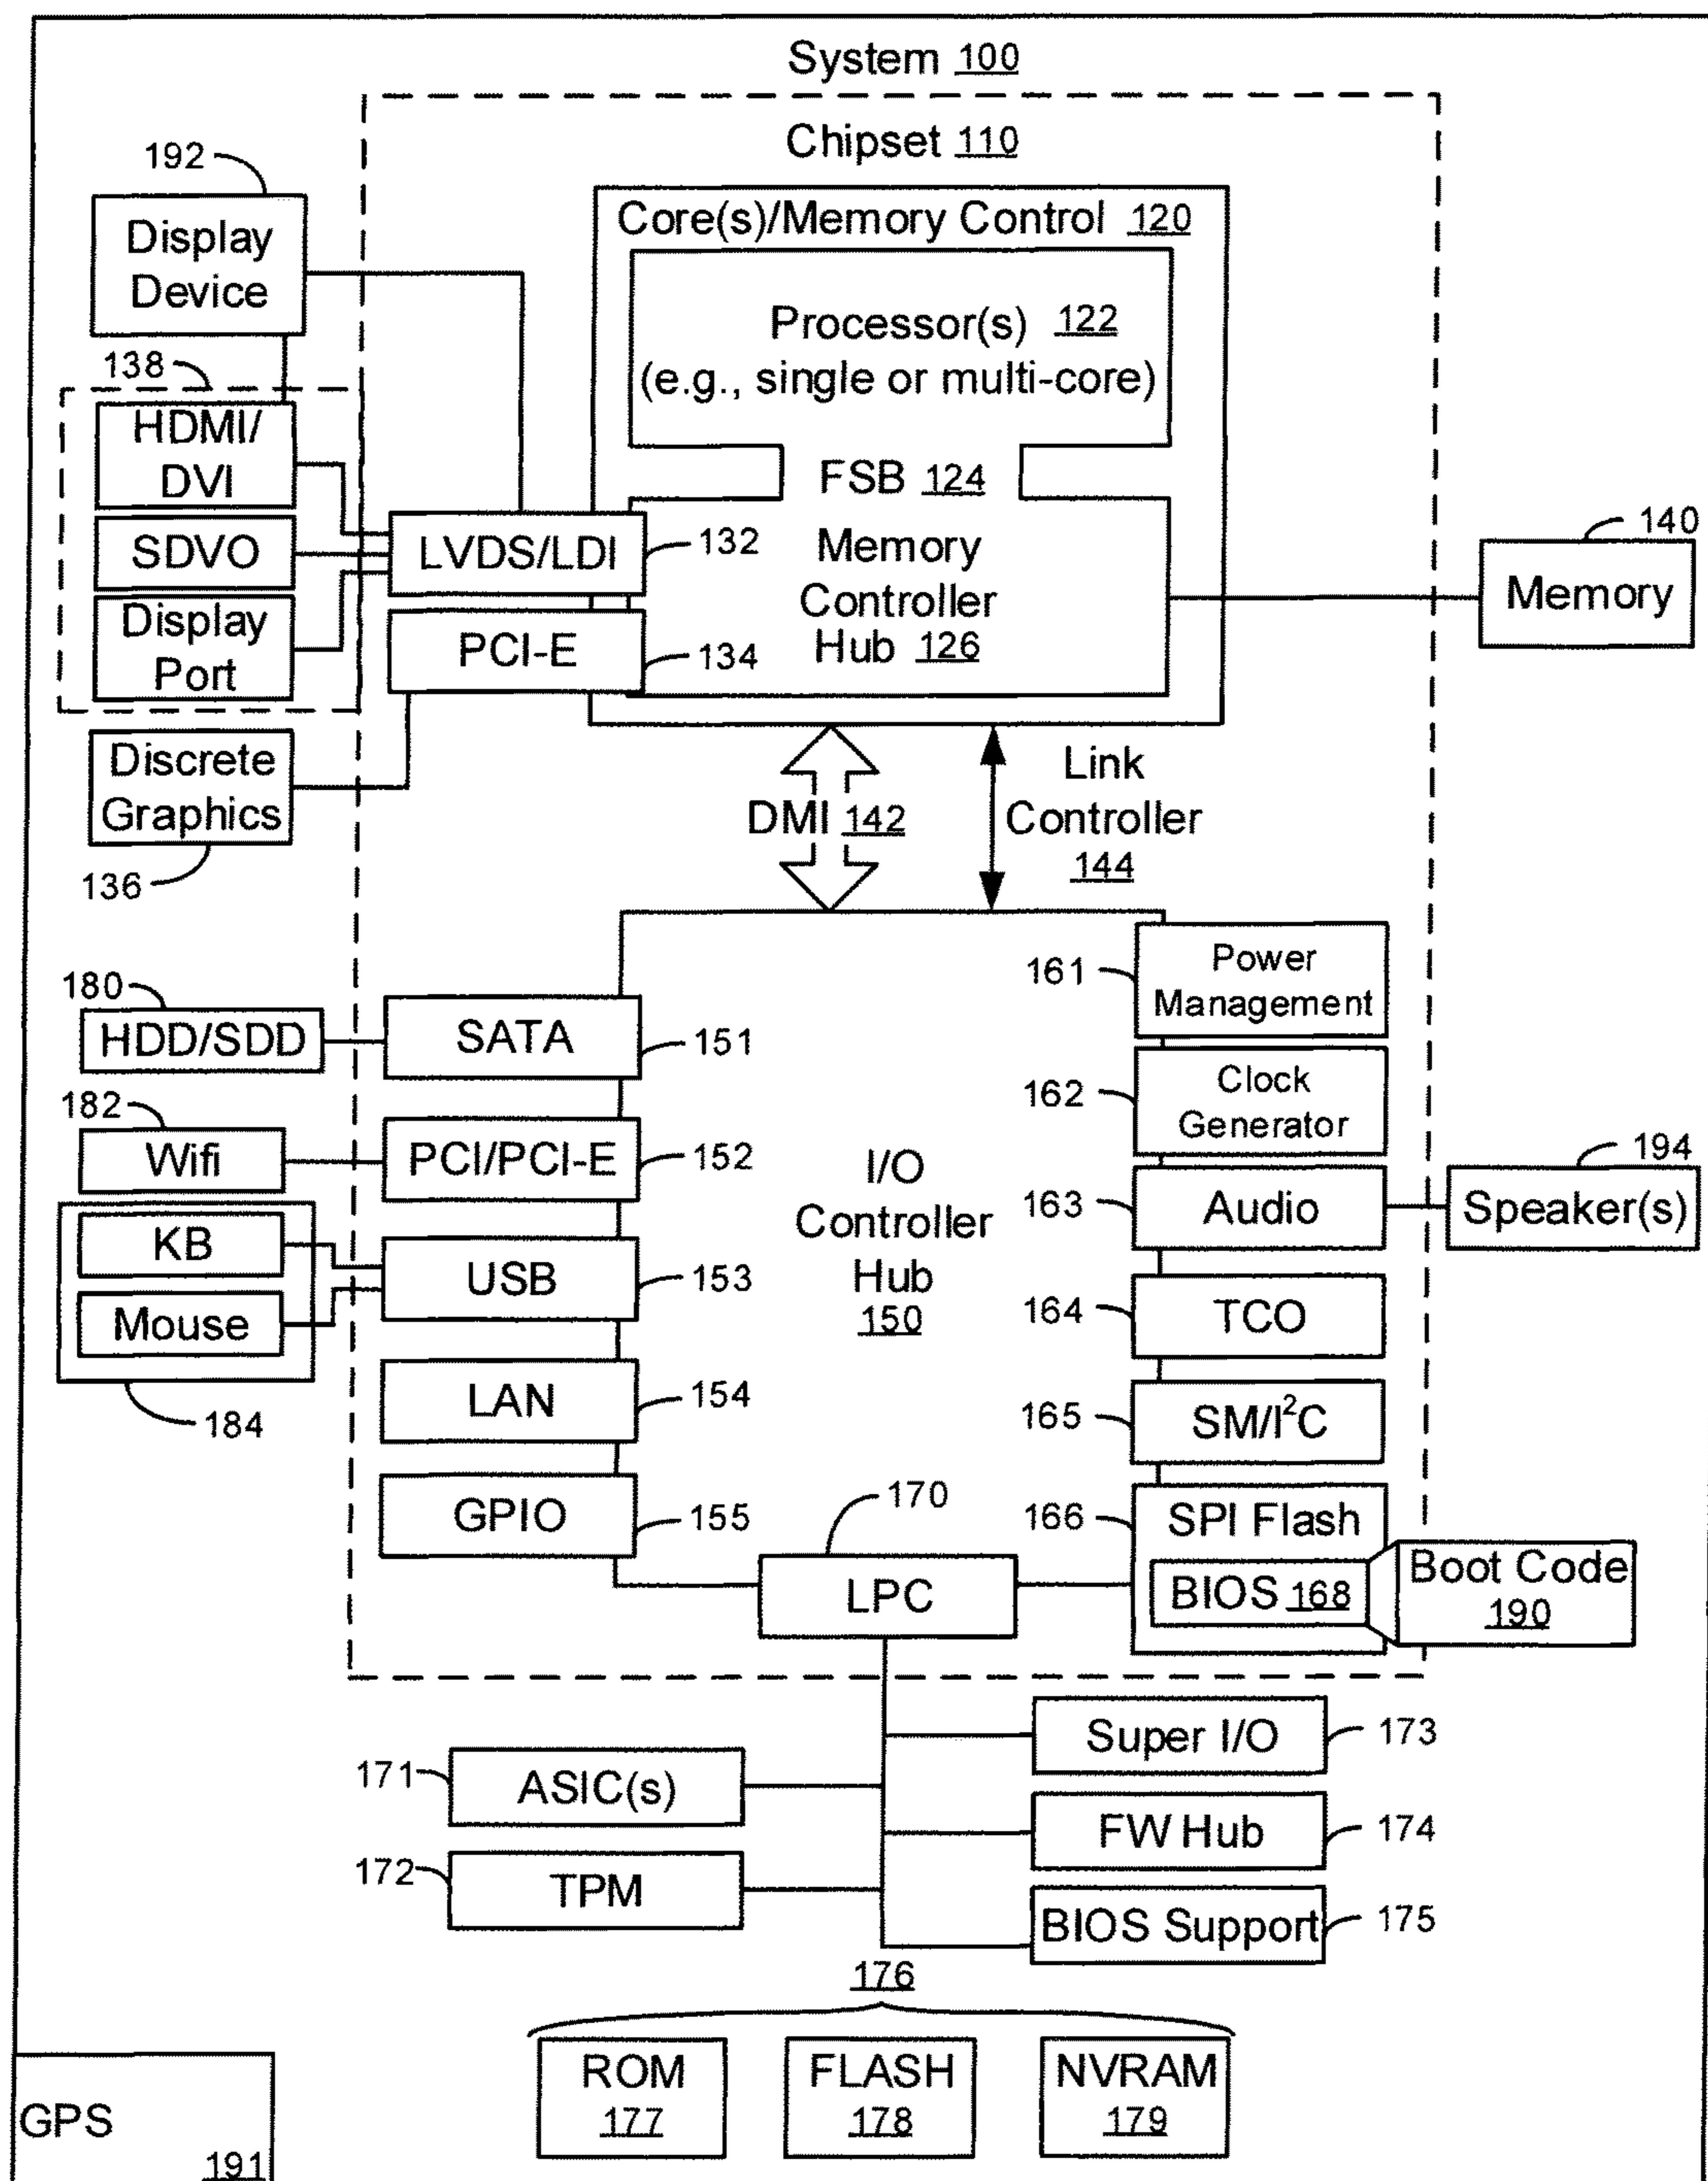 System 100
Chipset 110
192
Display
Device
Core(s)/Memory Control 120
Processor(s) 122
(e.g., single or multi-core)
138
HDMI/
DVI
SDVO
Display
Port
LVDS/LDI
132
PCI-E
134
FSB 124
Memory
Controller
Hub 126
140
Memory
Discrete
Graphics
136
DMI 142
Link
Controller
144
180
HDD/SDD
SATA
151
182
Wifi
PCI/PCI-E
152
KB
Mouse
184
USB
153
LAN
154
GPIO
155
I/O
Controller
Hub
150
161
Power
Management
162
Clock
Generator
163
Audio
194
Speaker(s)
164
TCO
165
SM/I²C
166
SPI Flash
BIOS 168
Boot Code
190
170
LPC
171
ASIC(s)
172
TPM
Super I/O
173
FW Hub
174
BIOS Support
175
176
ROM
177
FLASH
178
NVRAM
179
GPS
191